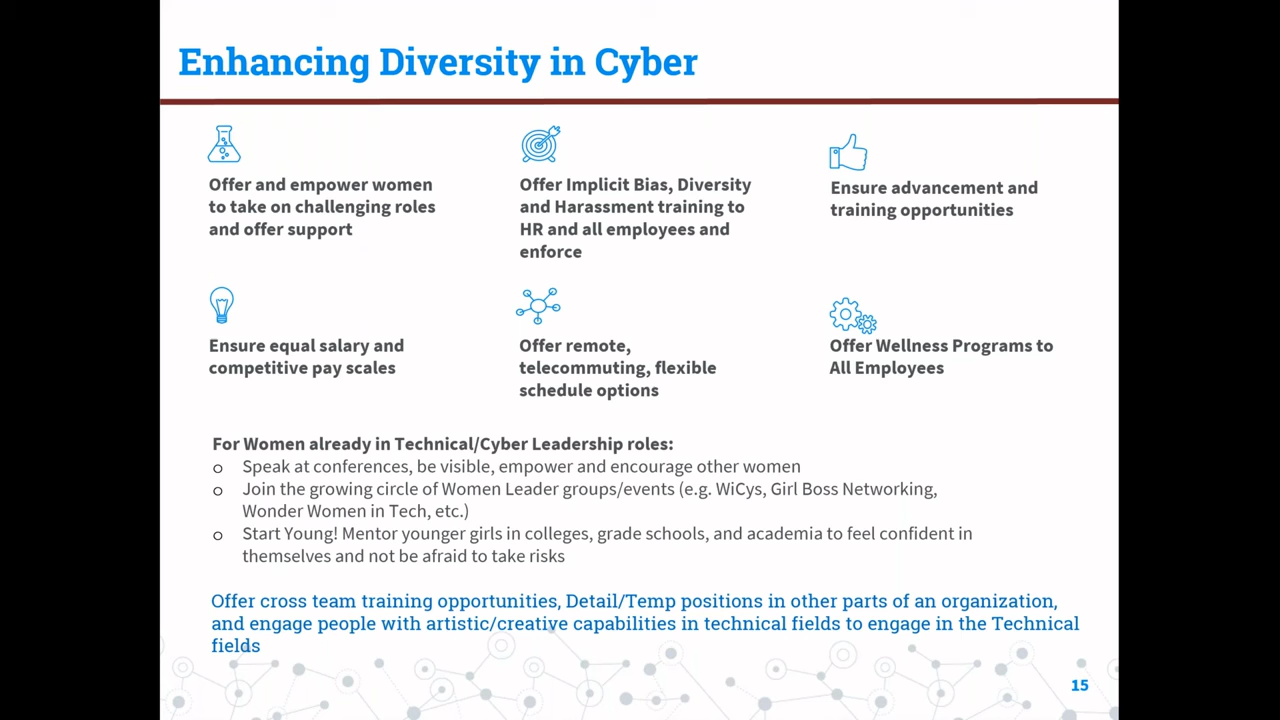 Enhancing Diversity in Cyber
Offer and empower women
to take on challenging roles
and offer support
Offer Implicit Bias, Diversity
and Harassment training to
HR and all employees and
enforce
Ensure advancement and
training opportunities
Ensure equal salary and
competitive pay scales
Offer remote,
telecommuting, flexible
schedule options
Offer Wellness Programs to
All Employees
For Women already in Technical/Cyber Leadership roles:
o Speak at conferences, be visible, empower and encourage other women
o Join the growing circle of Women Leader groups/events (e.g. WiCys, Girl Boss Networking,
Wonder Women in Tech, etc.)
o Start Young! Mentor younger girls in colleges, grade schools, and academia to feel confident in
themselves and not be afraid to take risks
Offer cross team training opportunities, Detail/Temp positions in other parts of an organization,
and engage people with artistic/creative capabilities in technical fields to engage in the Technical
fields
15